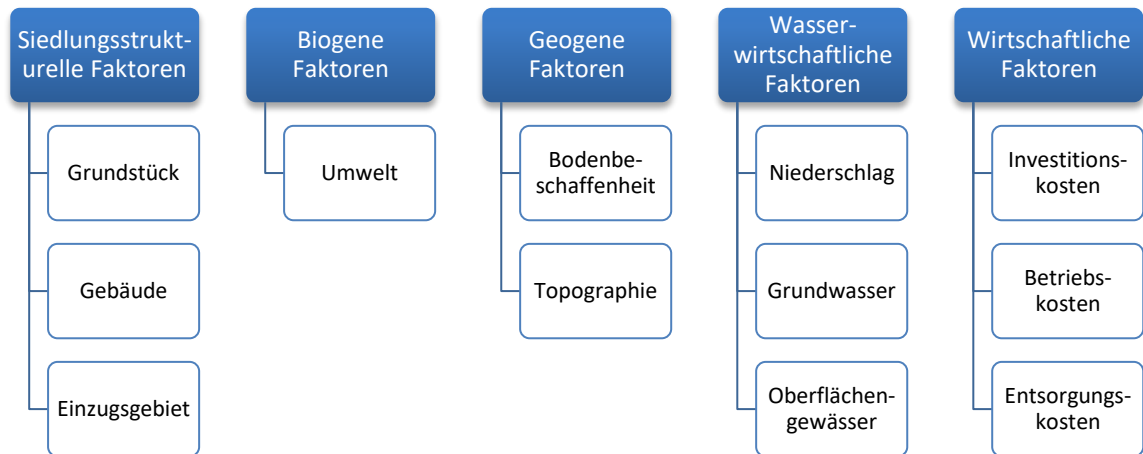 Siedlungsstrukt-
urelle Faktoren
Grundstück
Gebäude
Einzugsgebiet
Biogene
Faktoren
Umwelt
Geogene
Faktoren
Bodenbe-
schaffenheit
Topographie
Wasser-
wirtschaftliche
Faktoren
Niederschlag
Grundwasser
Oberflächen-
gewässer
Wirtschaftliche
Faktoren
Investitions-
kosten
Betriebs-
kosten
Entsorgungs-
kosten